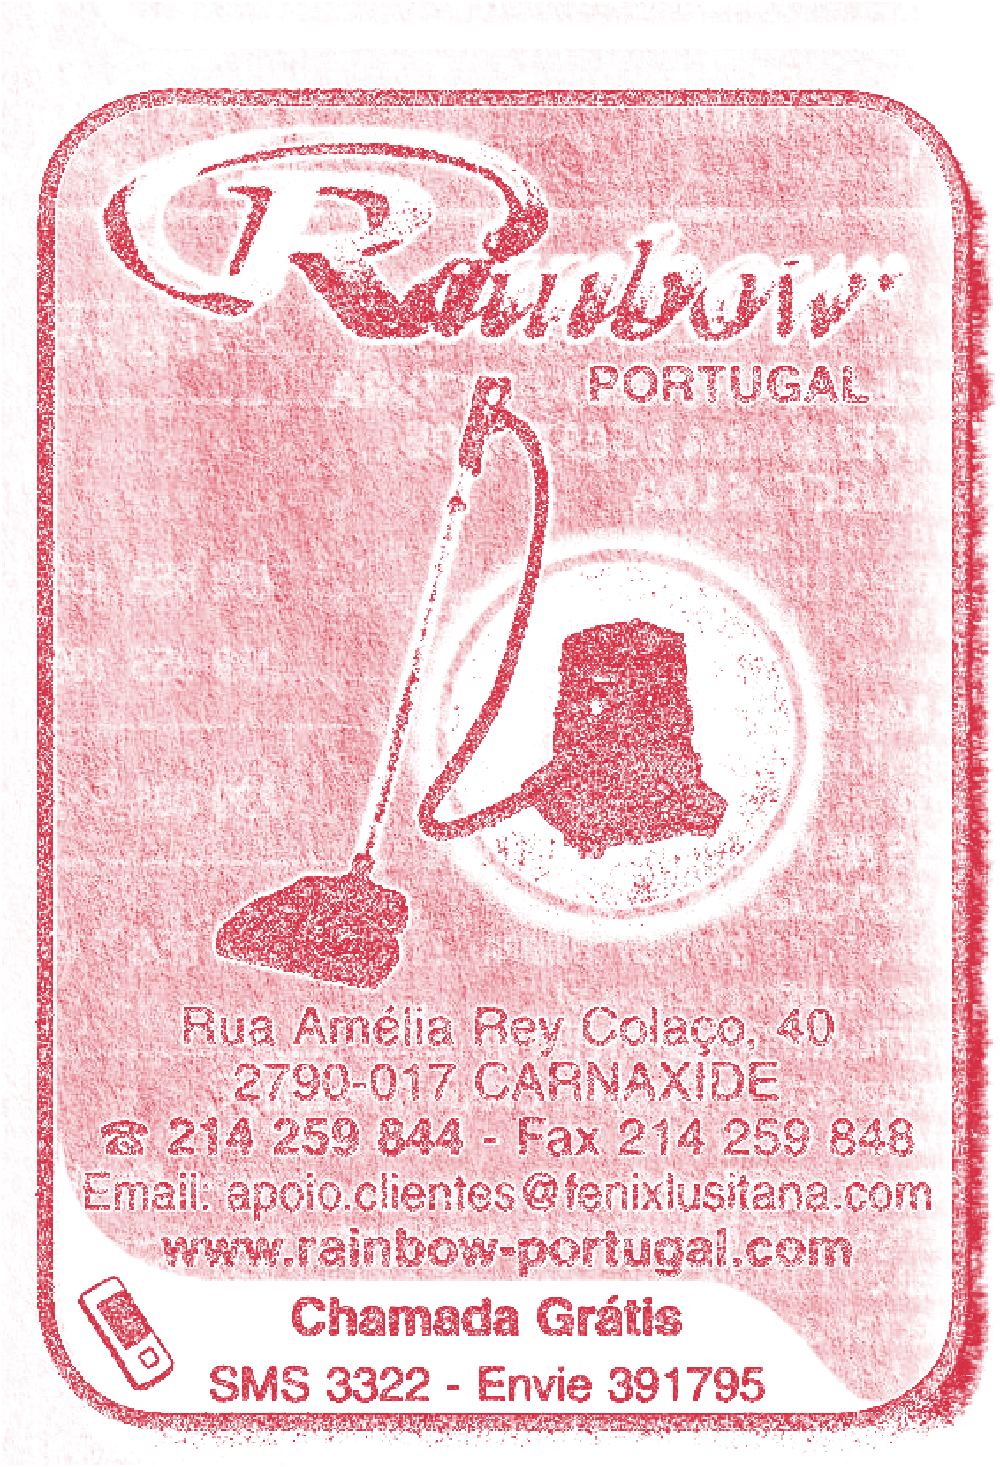 Rainbow
PORTUGAL
Rua Amélia Rey Colaço, 40
2790-017 CARNAXIDE
☎ 214 259 844 - Fax 214 259 848
Email: apoio.clientes@fenixlusitana.com
www.rainbow-portugal.com
Chamada Grátis
SMS 3322 - Envie 391795